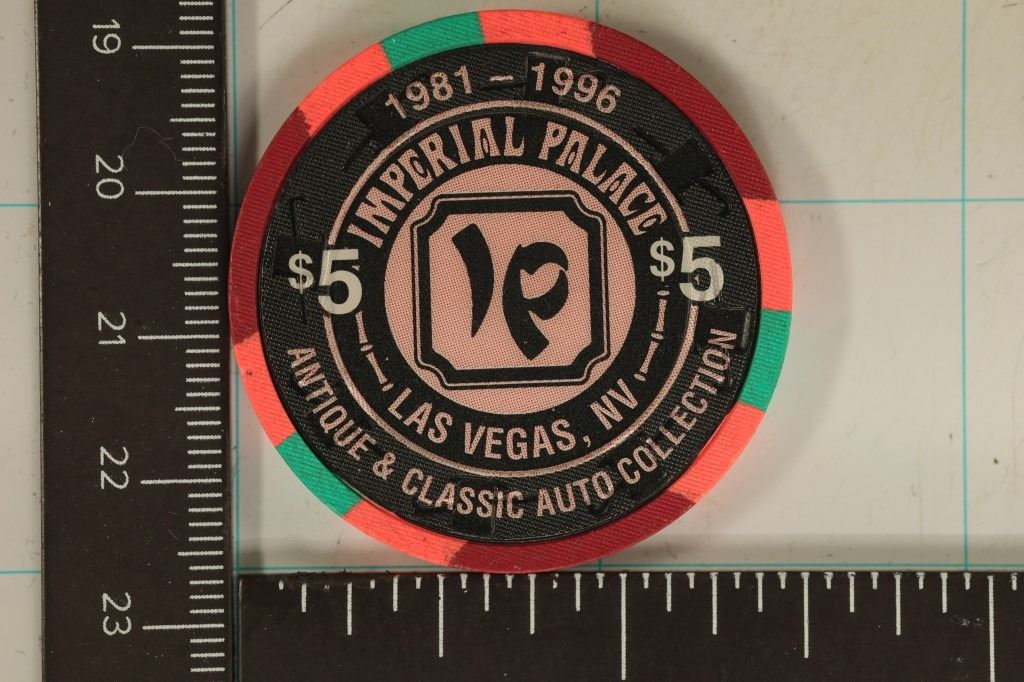 19
20
21
22
23
1981 – 1996
IMPERIAL PALACE
$5
$5
IP
LAS VEGAS, NV
ANTIQUE & CLASSIC AUTO COLLECTION